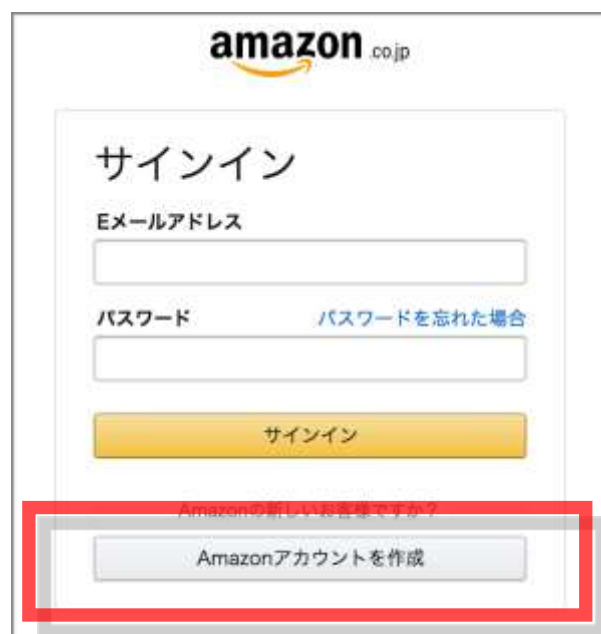 amazon.co.jp
サインイン
Eメールアドレス
パスワード パスワードを忘れた場合
サインイン
Amazonの新しいお客様ですか?
Amazonアカウントを作成